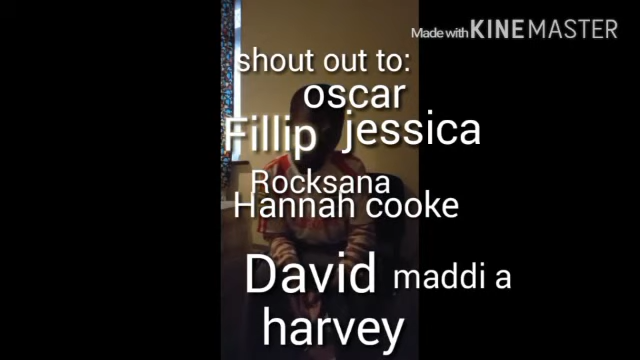 Made with KINEMASTER
shout out to:
oscar
Fillip jessica
Rocksana
Hannah cooke
David maddi a
harvey